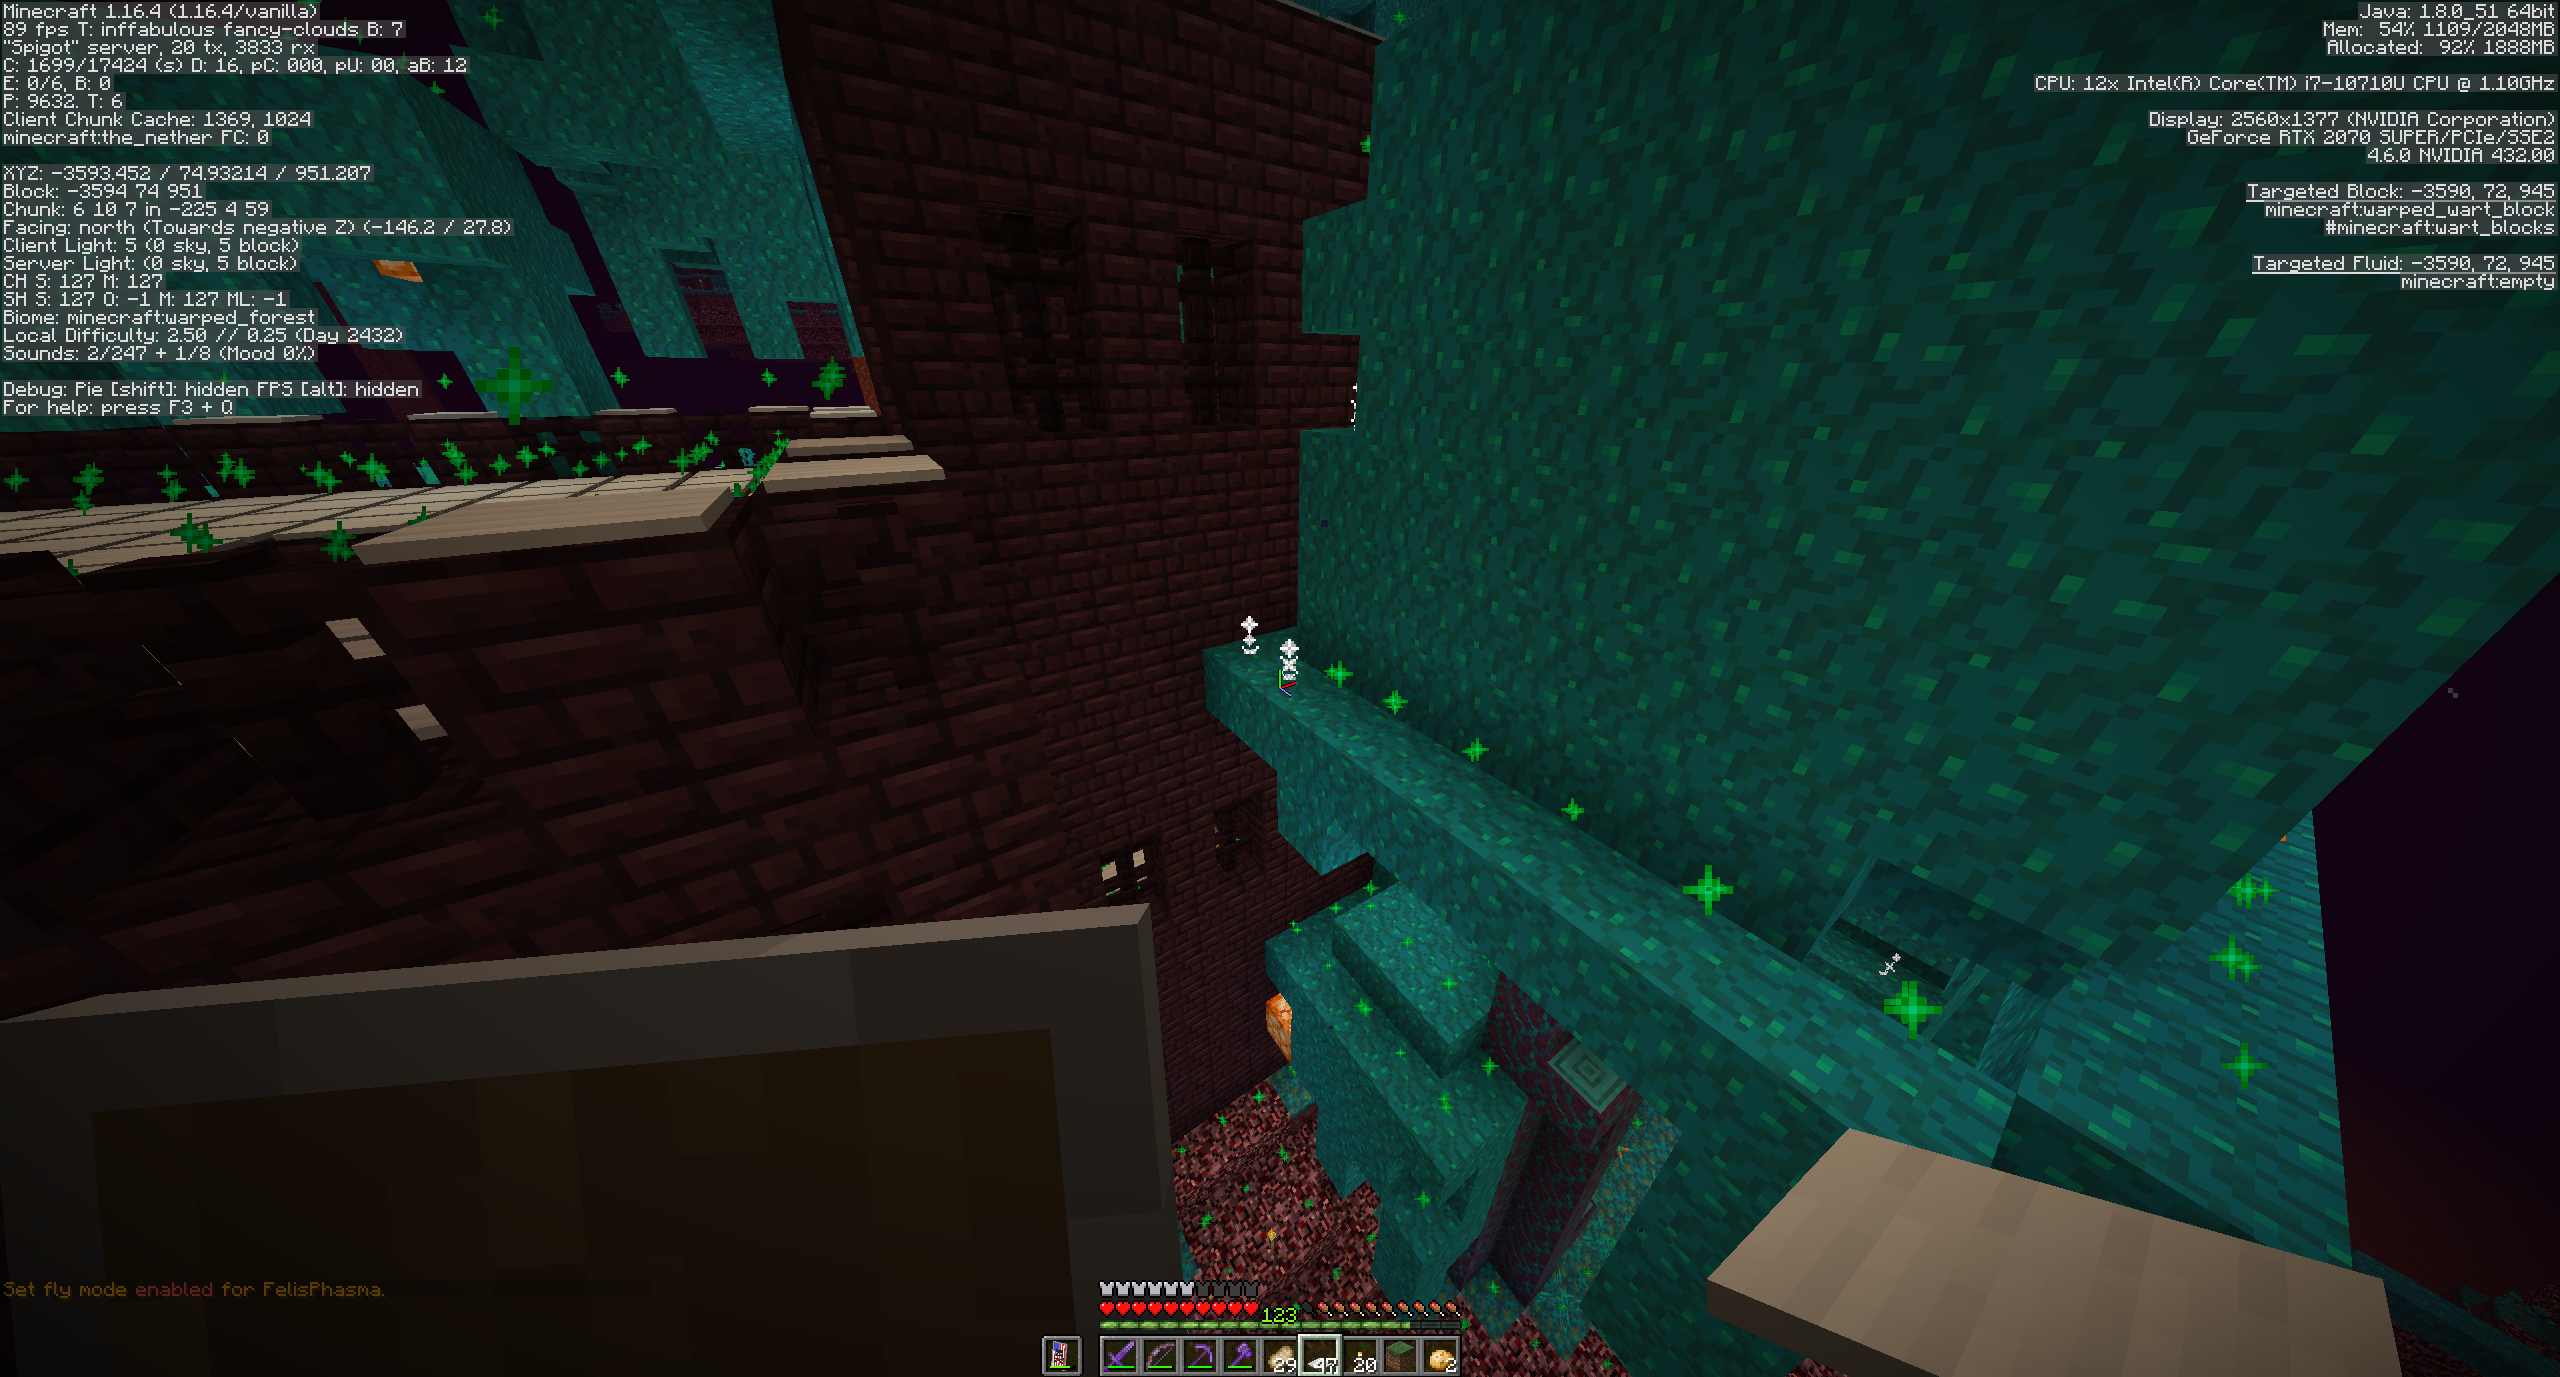 Minecraft 1.16.4 (1.16.4/vanilla)
89 fps T: inffabulous fancy-clouds B: 7
"Spigot" server, 20 tx, 3833 rx
C: 1699/17424 (s) D: 16, pC: 000, pU: 00, aB: 12
E: 0/6, B: 0
P: 9632. T: 6
Client Chunk Cache: 1369, 1024
minecraft:the_nether FC: 0
XYZ: -3593.452 / 74.93214 / 951.207
Block: -3594 74 951
Chunk: 6 10 7 in -225 4 59
Facing: north (Towards negative Z) (-146.2 / 27.8)
Client Light: 5 (0 sky, 5 block)
Server Light: (0 sky, 5 block)
CH S: 127 M: 127
SH S: 127 O: -1 M: 127 ML: -1
Biome: minecraft:warped_forest
Local Difficulty: 2.50 // 0.25 (Day 2432)
Sounds: 2/247 + 1/8 (Mood 0%)
Debug: Pie [shift]: hidden FPS [alt]: hidden
For help: press F3 + Q
Java: 1.8.0_51 64bit
Mem: 54% 1109/2048MB
Allocated: 92% 1888MB
CPU: 12x Intel(R) Core(TM) i7-10710U CPU @ 1.10GHz
Display: 2560x1377 (NVIDIA Corporation)
GeForce RTX 2070 SUPER/PCIe/SSE2
4.6.0 NVIDIA 432.00
Targeted Block: -3590, 72, 945
minecraft:warped_wart_block
#minecraft:wart_blocks
Targeted Fluid: -3590, 72, 945
minecraft:empty
Set fly mode enabled for FelisPhasma.
123
29 47 20 2